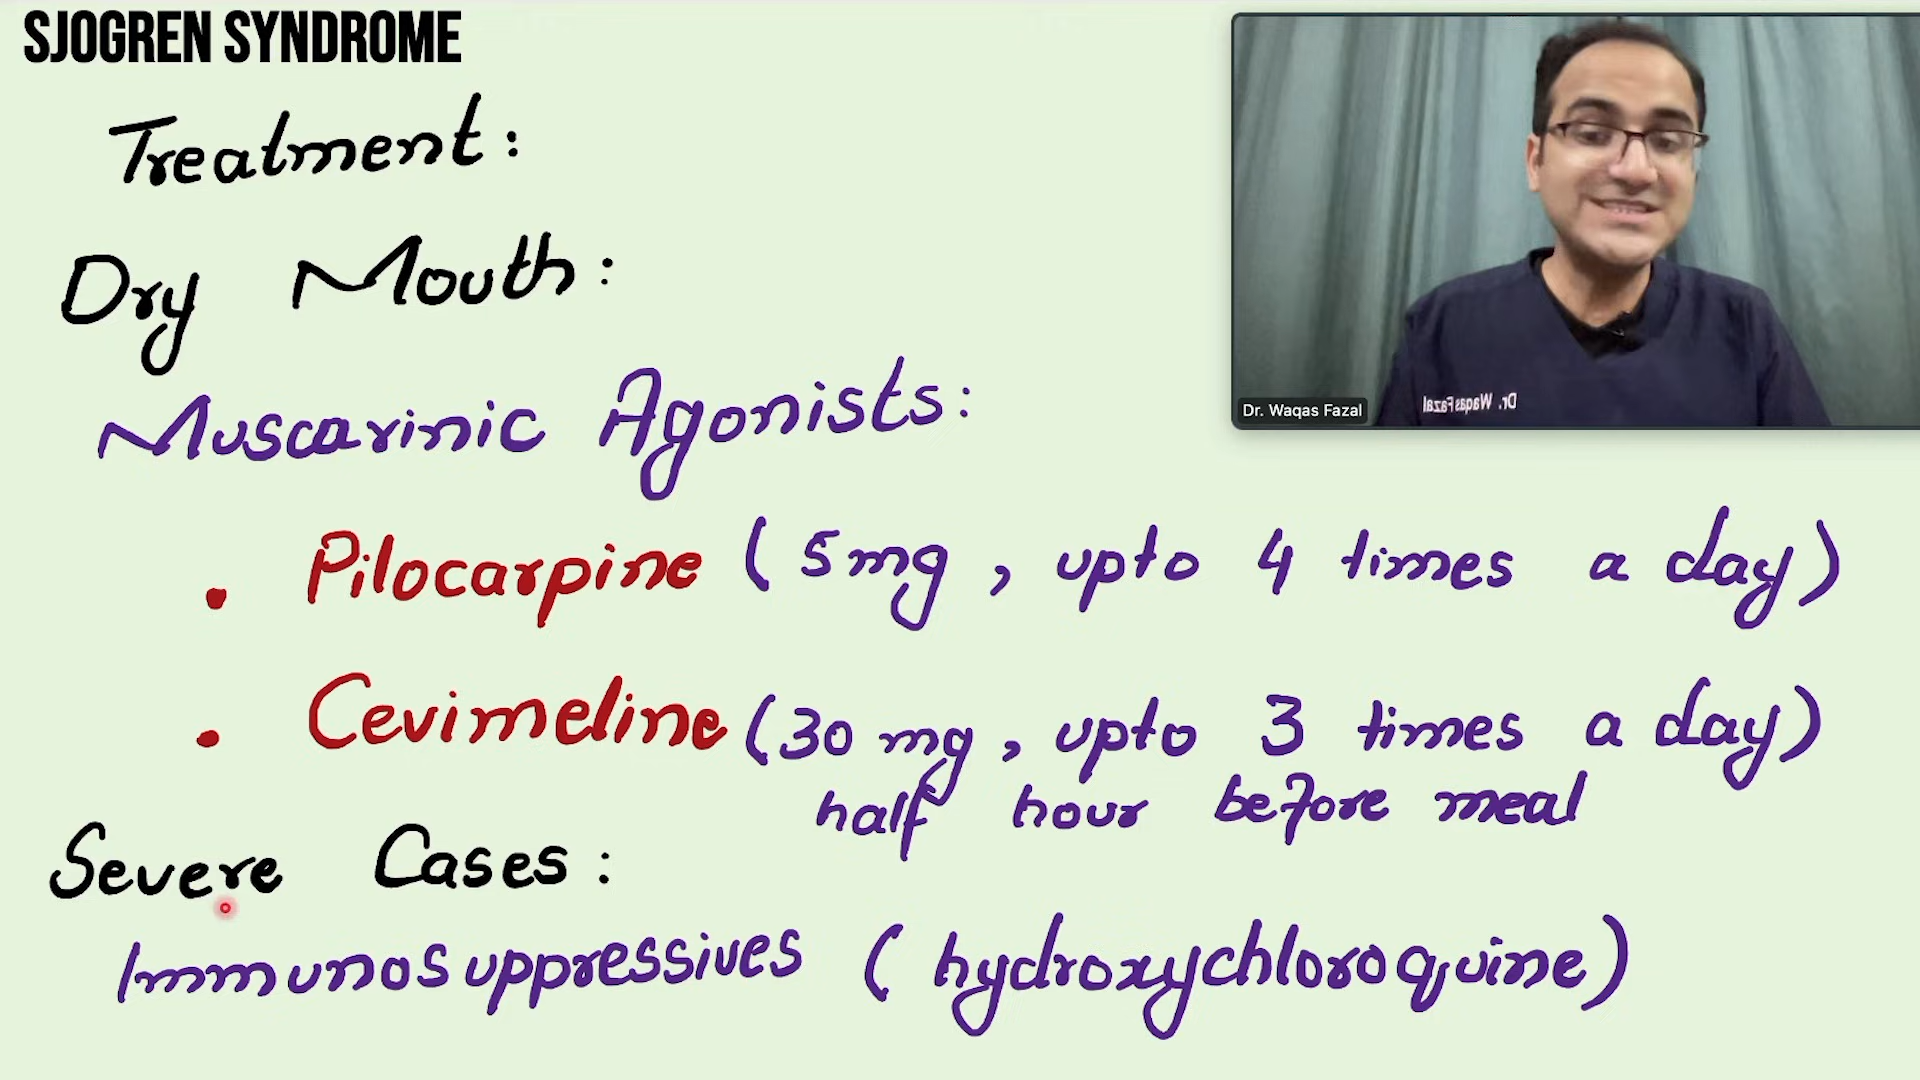 SJOGREN SYNDROME
Treatment:
Dry Mouth:
Muscarinic Agonists:
. Pilocarpine (5mg, upto 4 times a day)
. Cevimeline (30 mg, upto 3 times a day)
half hour before meal
Severe Cases:
Immunosuppressives (hydroxychloroquine)
Dr. Waqas Fazal
Dr. Waqas Fazal